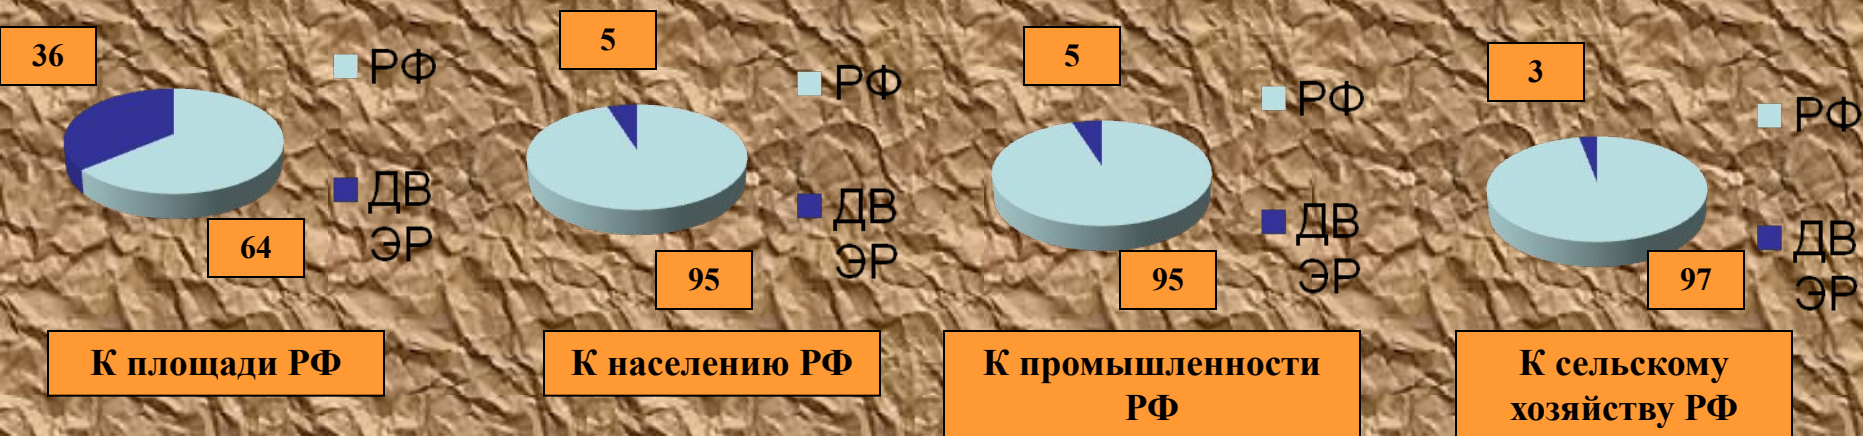 36
РФ
ДВ
ЭР
64
К площади РФ
5
РФ
ДВ
ЭР
95
К населению РФ
5
РФ
ДВ
ЭР
95
К промышленности
РФ
3
РФ
ДВ
ЭР
97
К сельскому
хозяйству РФ